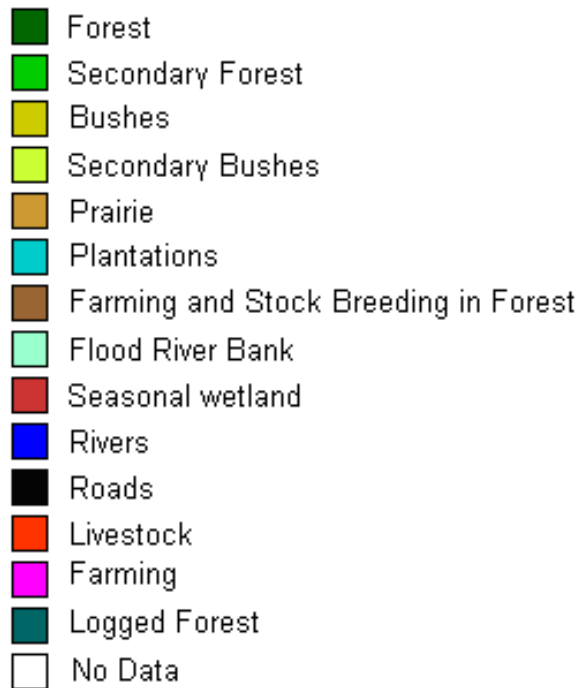 Forest
Secondary Forest
Bushes
Secondary Bushes
Prairie
Plantations
Farming and Stock Breeding in Forest
Flood River Bank
Seasonal wetland
Rivers
Roads
Livestock
Farming
Logged Forest
No Data